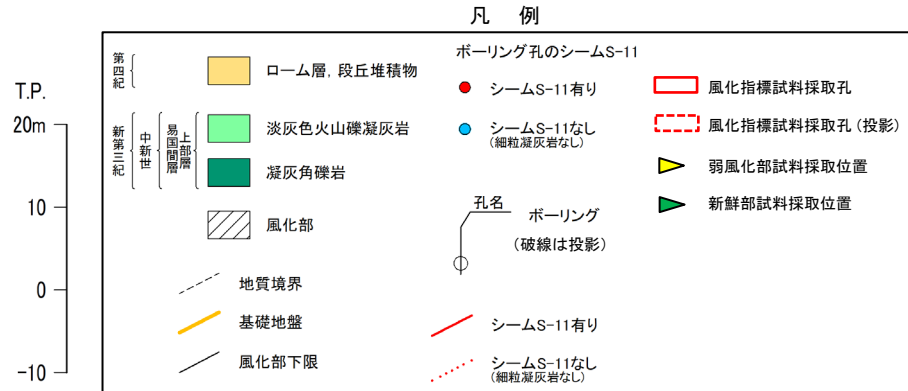 凡 例
T.P.
20m
10
0
-10
第四紀
ローム層, 段丘堆積物
新第三紀
中新世
易国間層
上部層
淡灰色火山礫凝灰岩
凝灰角礫岩
風化部
地質境界
基礎地盤
風化部下限
ボーリング孔のシームS-11
シームS-11有り
シームS-11なし
(細粒凝灰岩なし)
孔名
ボーリング
(破線は投影)
シームS-11有り
シームS-11なし
(細粒凝灰岩なし)
風化指標試料採取孔
風化指標試料採取孔(投影)
弱風化部試料採取位置
新鮮部試料採取位置